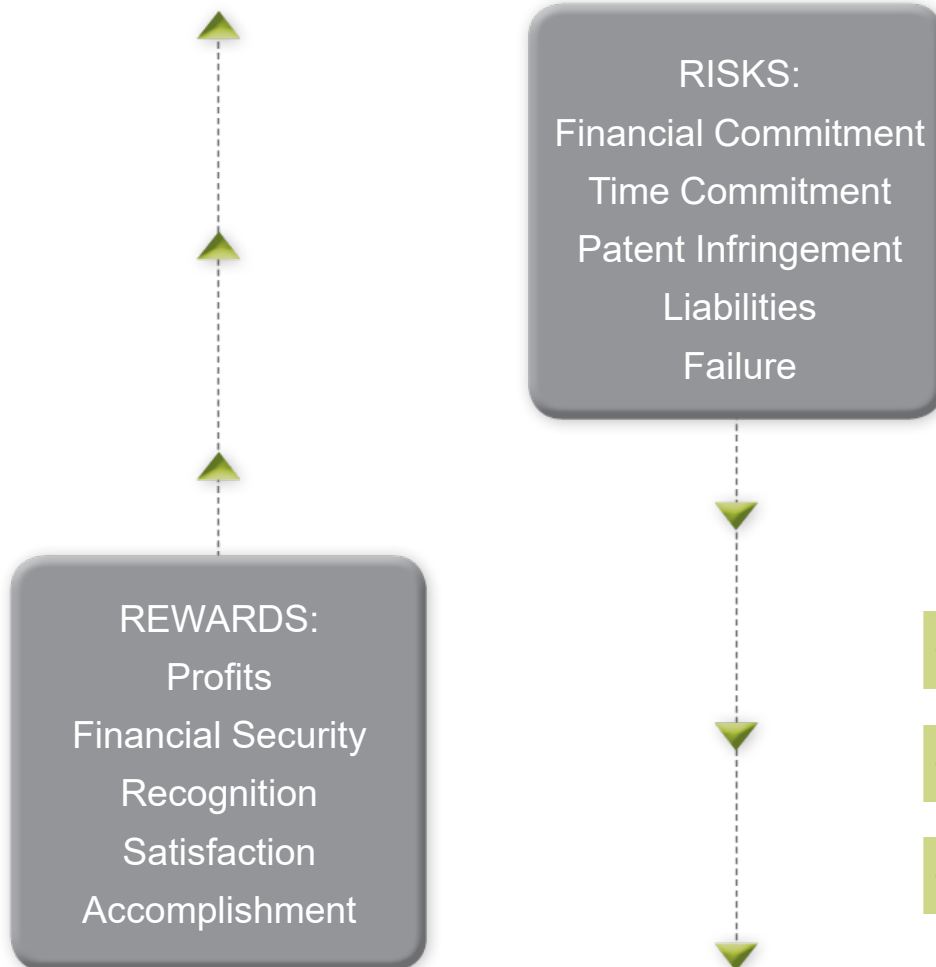 RISKS:
Financial Commitment
Time Commitment
Patent Infringement
Liabilities
Failure
REWARDS:
Profits
Financial Security
Recognition
Satisfaction
Accomplishment